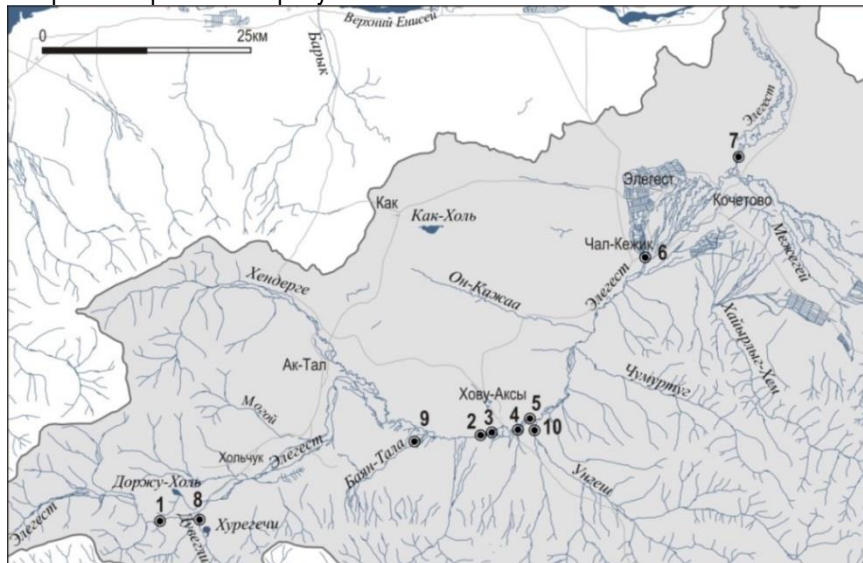 0 25км
Верхний Енисей
Барык
Элегест
7
Элегест
Кочетово
Как
Как-Холь
Чал-Кежик
6
Межегей
Хендерге
Он-Кажаа
Элегест
Хайырлыг-Хем
Ак-Тал
Чумуртуг
Хову-Аксы
5
Могой
9
2 3 4
10
Хольчук
Элегест
Баян-Тала
Унгеш
Доржу-Холь
Элегест
1 8
Хурегечи